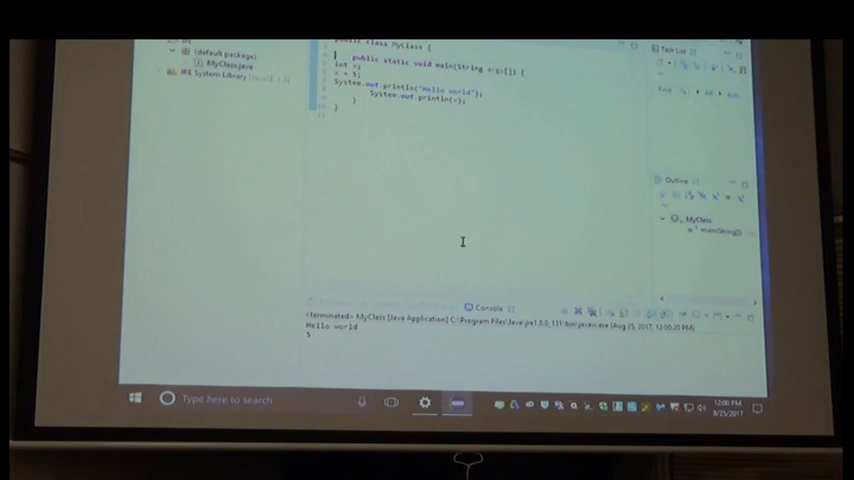 public class MyClass {
(default package)
MyClass.java
JRE System Library
public static void main(String args[]) {
int x;
x = 5;
System.out.println("Hello world");
System.out.println(x);
}
}
Task List
Find
All
Outline
MyClass
main(String[])
Console
<terminated> MyClass [Java Application] C:\Program Files\Java\jre1.8.0_131\bin\javaw.exe (Aug 25, 2017, 12:00:20 PM)
Hello world
5
Type here to search
12:00 PM
8/25/2017